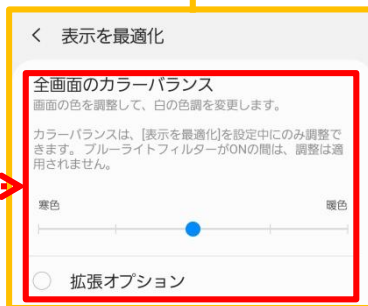 表示を最適化
全画面のカラーバランス
画面の色を調整して、白の色調を変更します。
カラーバランスは、[表示を最適化]を設定中にのみ調整で
きます。ブルーライトフィルターがONの間は、調整は適
用されません。
寒色 暖色
拡張オプション